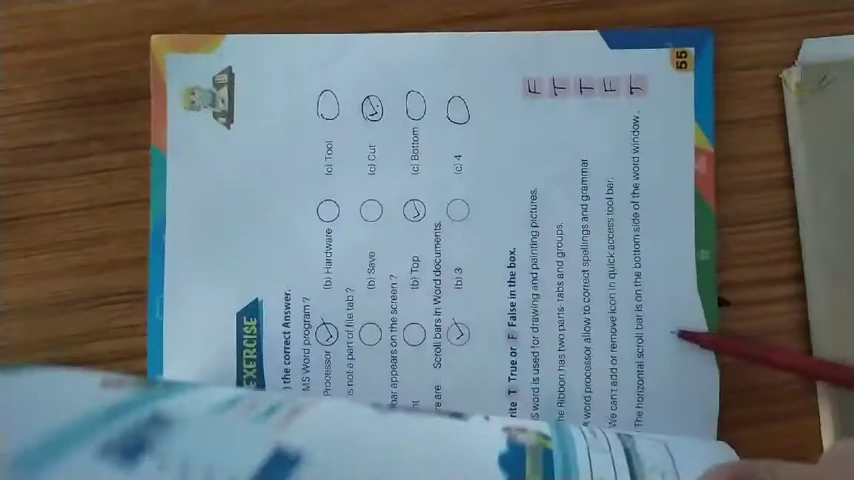 EXERCISE
) the correct Answer.
MS Word program ?
Processor (b) Hardware (c) Tool
is not a part of file tab ?
(b) Save (c) Cut
bar appears on the screen ?
(b) Top (c) Bottom
re are Scroll bars in Word documents.
(b) 3 (c) 4
rite T True or F False in the box.
S word is used for drawing and painting pictures. F
he Ribbon has two parts- tabs and groups. T
word processor allow to correct spellings and grammar T
We can't add or remove icon in quick access tool bar. F
The horizontal scroll bar is on the bottom side of the word window. T
55